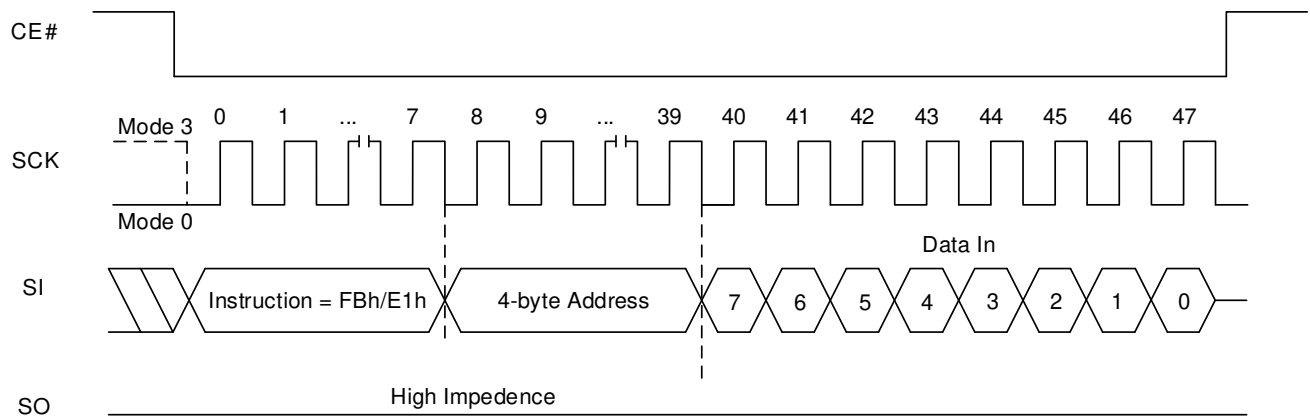 CE#
0 1 ... 7 8 9 ... 39 40 41 42 43 44 45 46 47
Mode 3
SCK
Mode 0
Data In
SI
Instruction = FBh/E1h 4-byte Address 7 6 5 4 3 2 1 0
High Impedence
SO